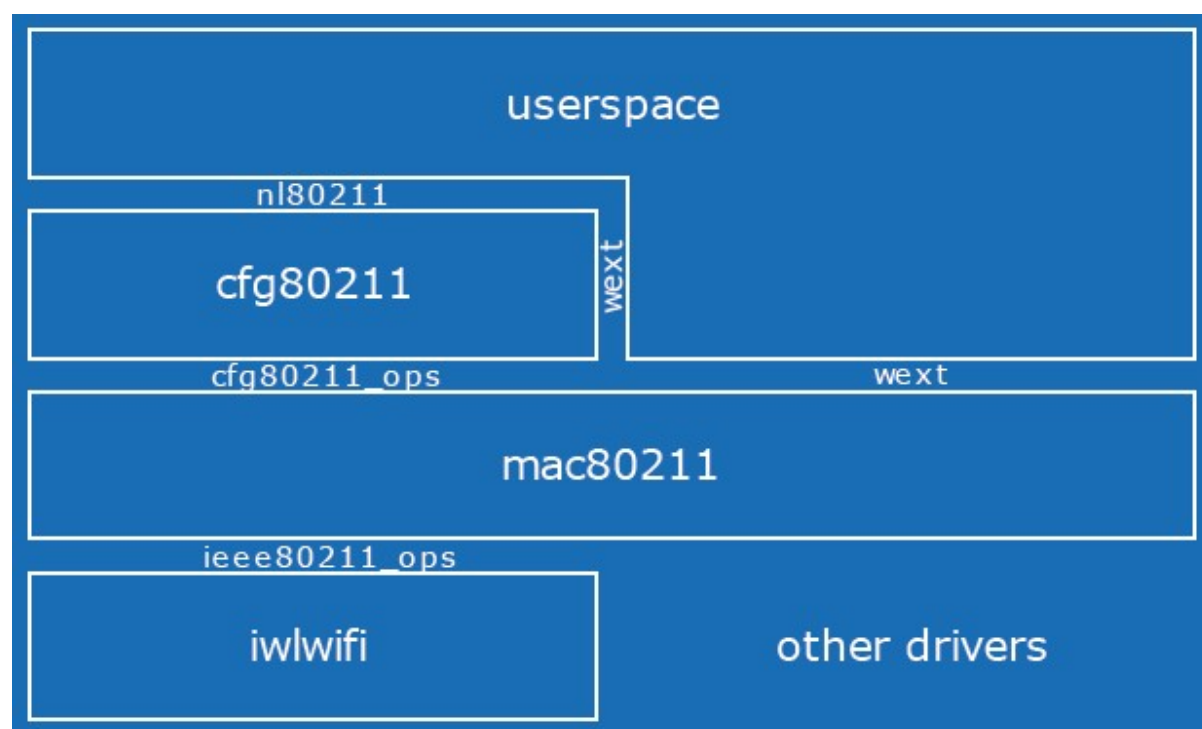 userspace
nl80211
cfg80211
wext
cfg80211_ops
wext
mac80211
ieee80211_ops
iwlwifi
other drivers